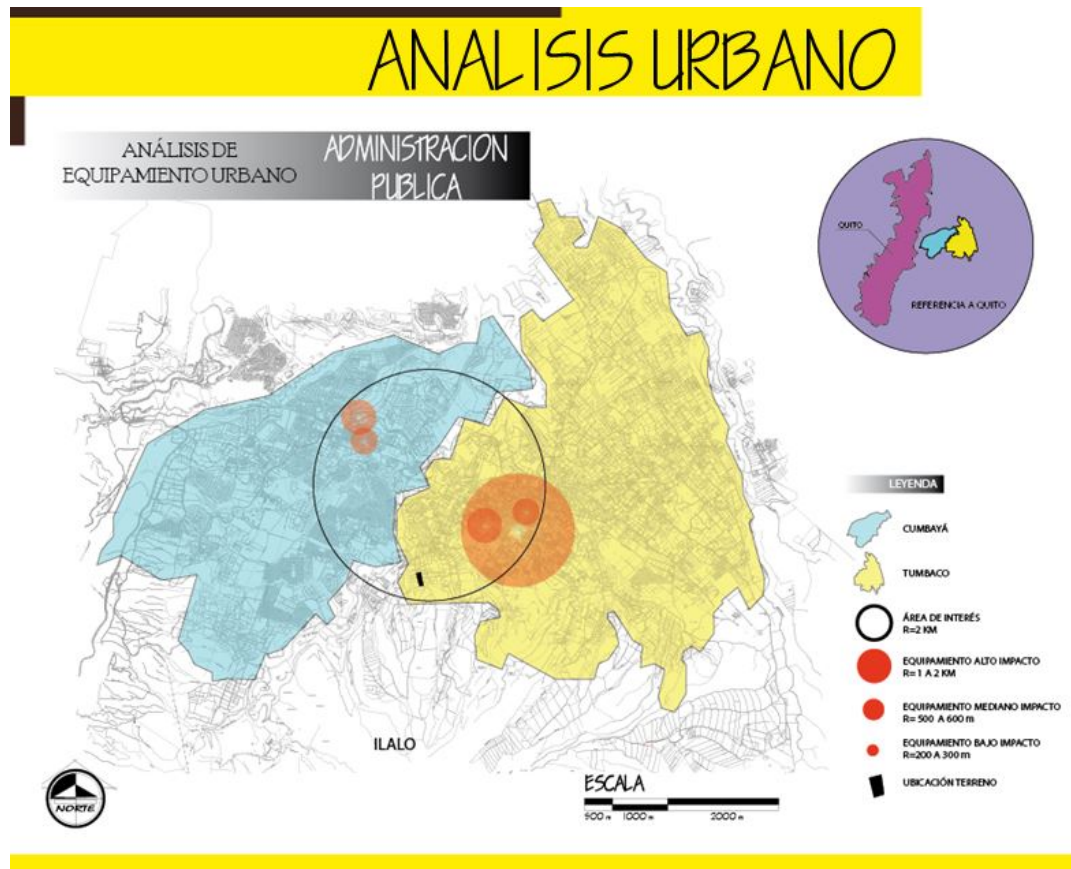 ANALISIS URBANO
ANÁLISIS DE
EQUIPAMIENTO URBANO
ADMINISTRACION
PUBLICA
QUITO
REFERENCIA A QUITO
LEYENDA
CUMBAYÁ
TUMBACO
ÁREA DE INTERÉS
R=2 KM
EQUIPAMIENTO ALTO IMPACTO
R= 1 A 2 KM
EQUIPAMIENTO MEDIANO IMPACTO
R= 500 A 600 m
EQUIPAMIENTO BAJO IMPACTO
R=200 A 300 m
UBICACIÓN TERRENO
ILALO
NORTE
ESCALA
500 m 1000 m 2000 m